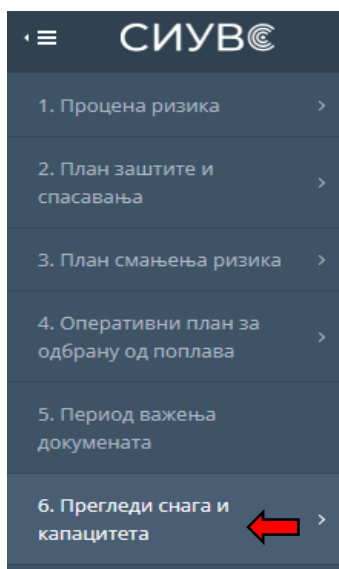 СИУВС
1. Процена ризика
2. План заштите и
спасавања
3. План смањења ризика
4. Оперативни план за
одбрану од поплава
5. Период важења
докумената
6. Прегледи снага и
капацитета